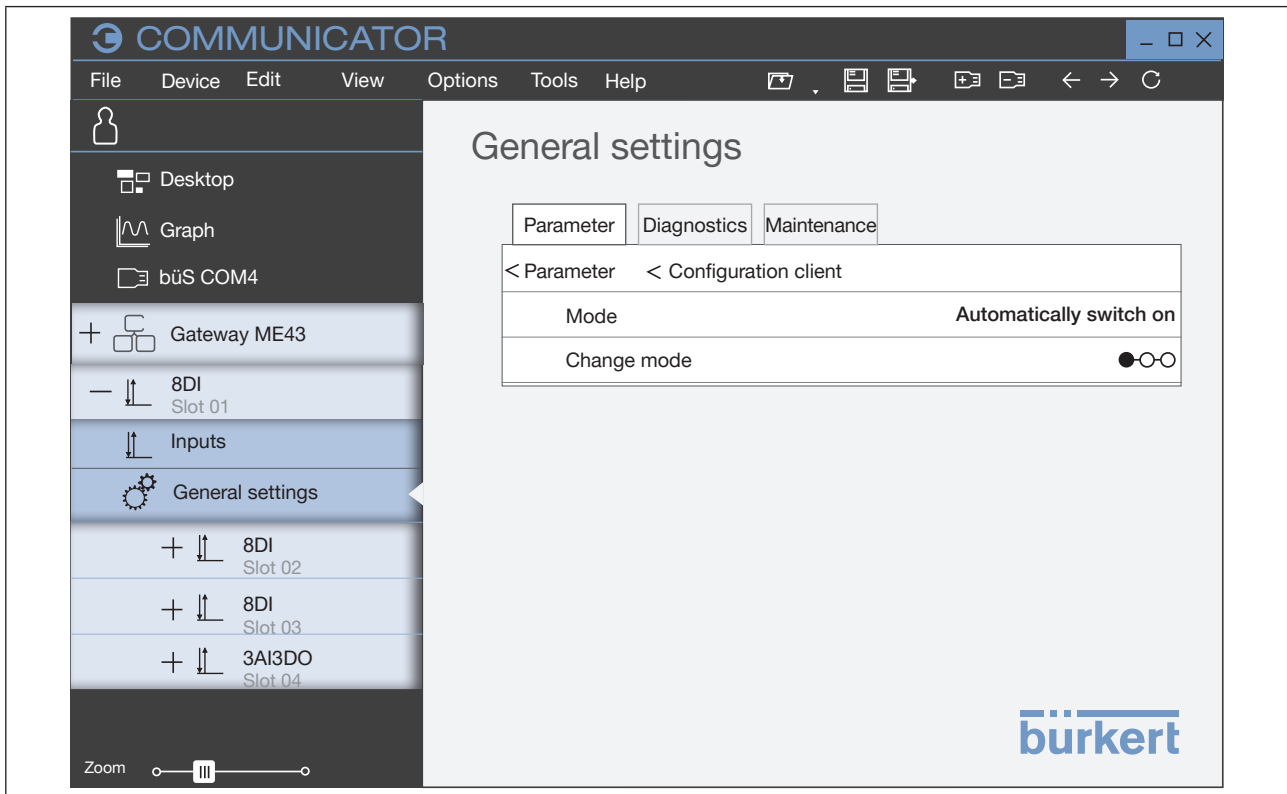 COMMUNICATOR
File Device Edit View Options Tools Help
Desktop
Graph
büS COM4
Gateway ME43
8DI
Slot 01
Inputs
General settings
8DI
Slot 02
8DI
Slot 03
3AI3DO
Slot 04
Zoom
General settings
Parameter Diagnostics Maintenance
< Parameter < Configuration client
Mode Automatically switch on
Change mode
bürkert